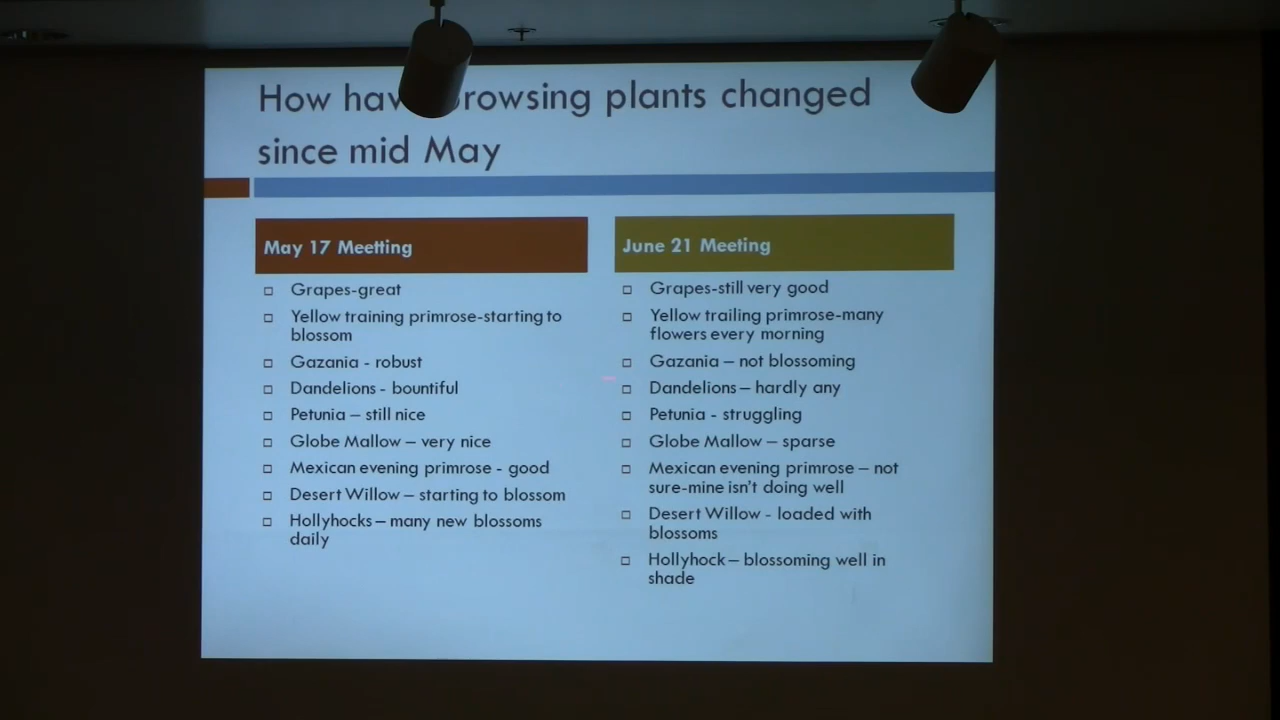 How hav rowsing plants changed
since mid May
May 17 Meetting
Grapes-great
Yellow training primrose-starting to
blossom
Gazania - robust
Dandelions - bountiful
Petunia – still nice
Globe Mallow – very nice
Mexican evening primrose - good
Desert Willow – starting to blossom
Hollyhocks – many new blossoms
daily
June 21 Meeting
Grapes-still very good
Yellow trailing primrose-many
flowers every morning
Gazania – not blossoming
Dandelions – hardly any
Petunia - struggling
Globe Mallow – sparse
Mexican evening primrose – not
sure-mine isn't doing well
Desert Willow - loaded with
blossoms
Hollyhock – blossoming well in
shade